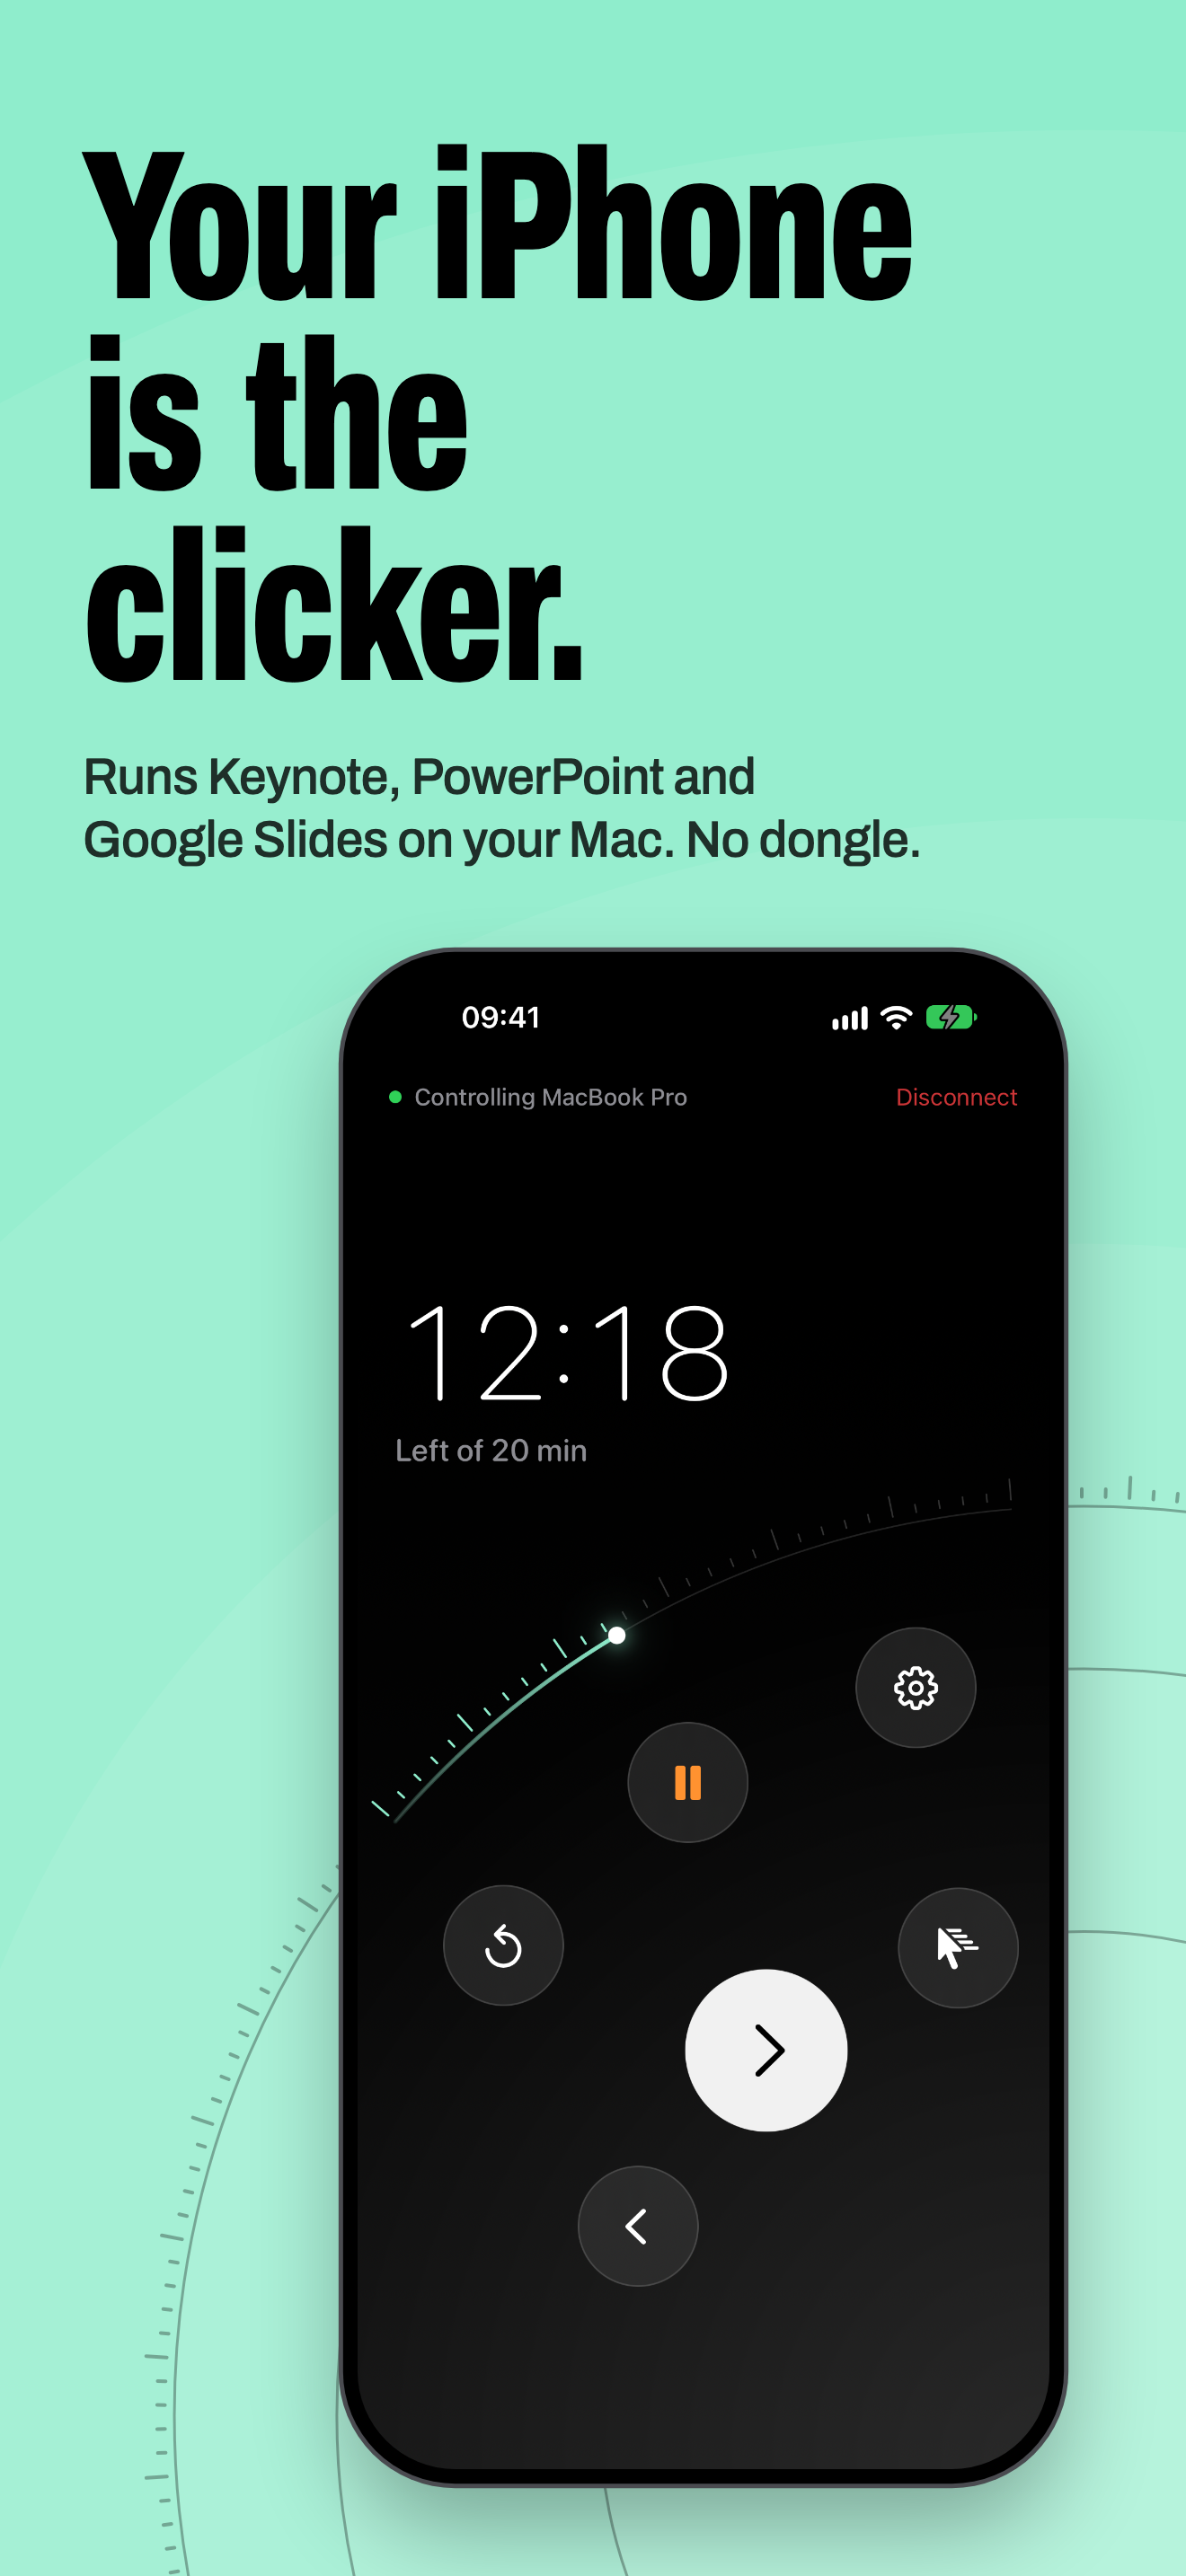 Your iPhone
is the
clicker.
Runs Keynote, PowerPoint and
Google Slides on your Mac. No dongle.
09:41
Controlling MacBook Pro
Disconnect
12:18
Left of 20 min